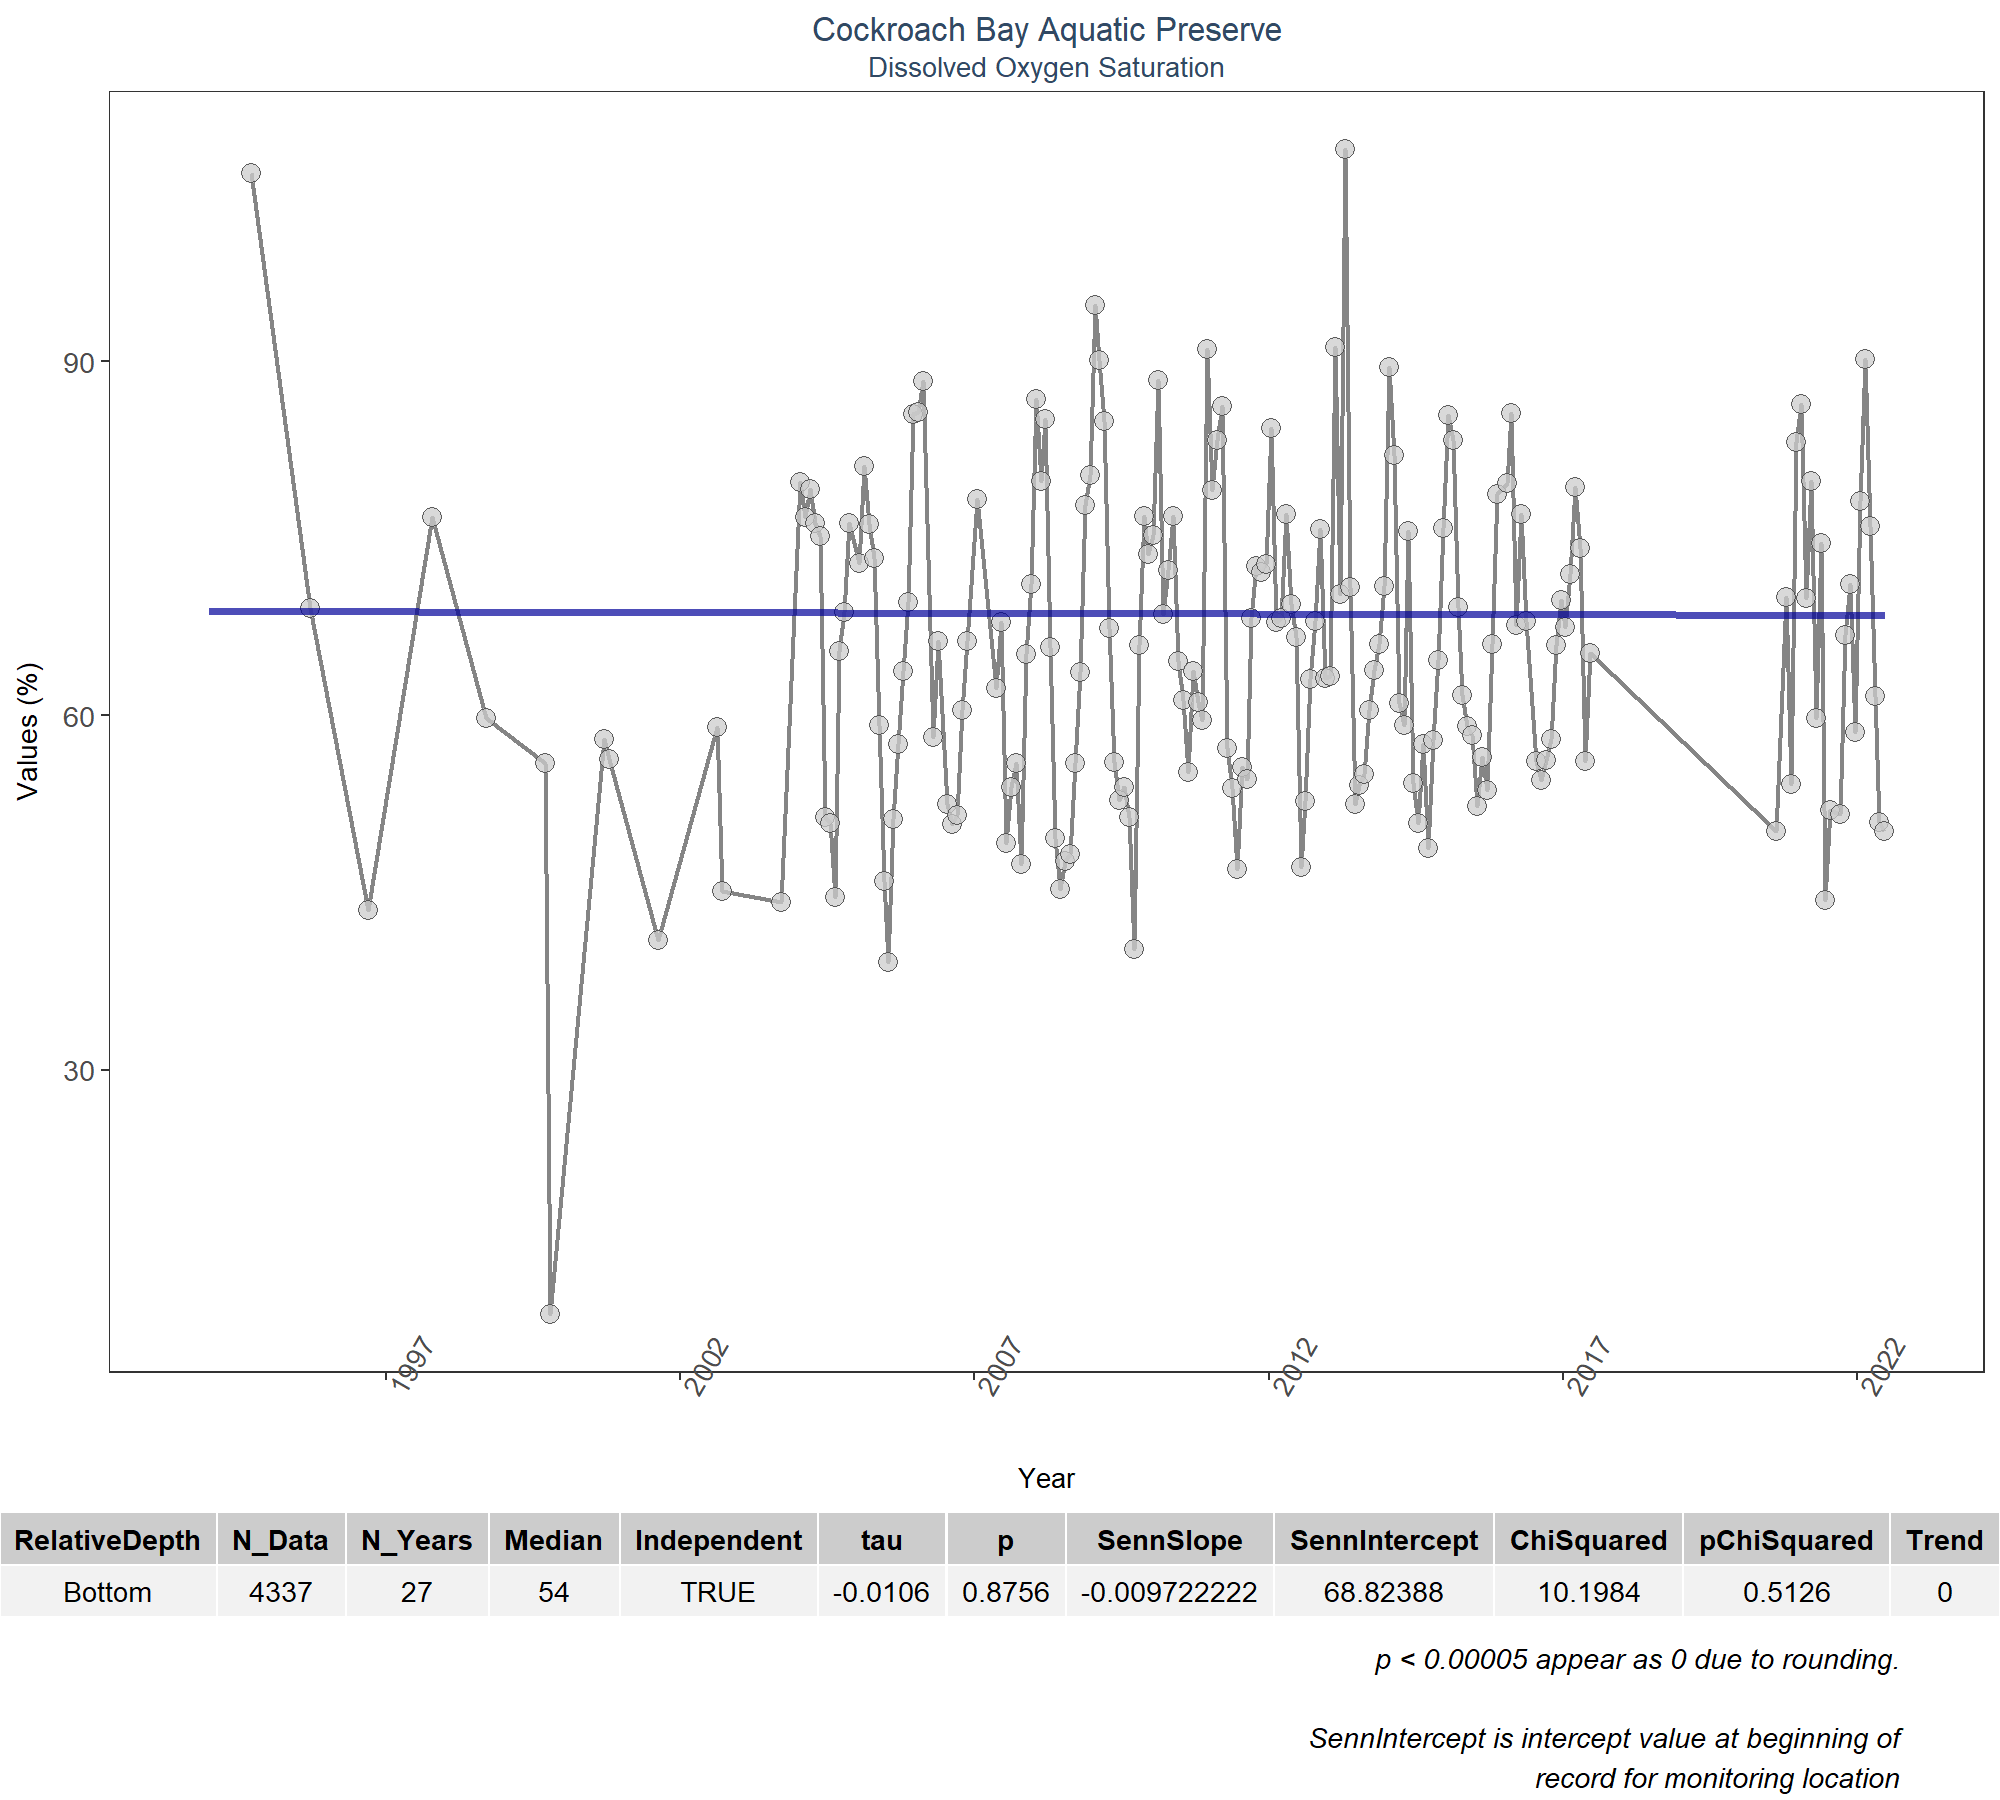 Cockroach Bay Aquatic Preserve
Dissolved Oxygen Saturation
90
60
30
Values (%)
1997
2002
2007
2012
2017
2022
Year
RelativeDepth N_Data N_Years Median Independent tau p SennSlope SennIntercept ChiSquared pChiSquared Trend
Bottom 4337 27 54 TRUE -0.0106 0.8756 -0.009722222 68.82388 10.1984 0.5126 0
p < 0.00005 appear as 0 due to rounding.
SennIntercept is intercept value at beginning of
record for monitoring location